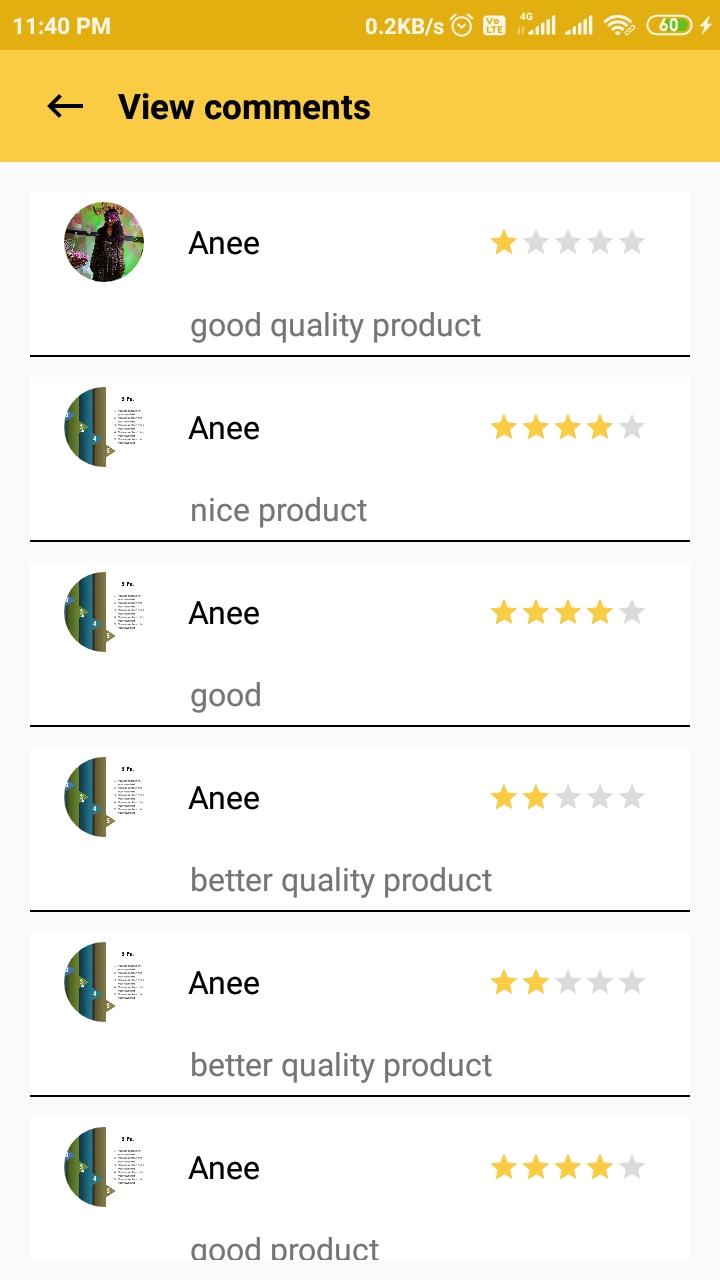 11:40 PM 0.2KB/s Vo LTE 4G 60
View comments
Anee
good quality product
Anee
nice product
Anee
good
Anee
better quality product
Anee
better quality product
Anee
good product